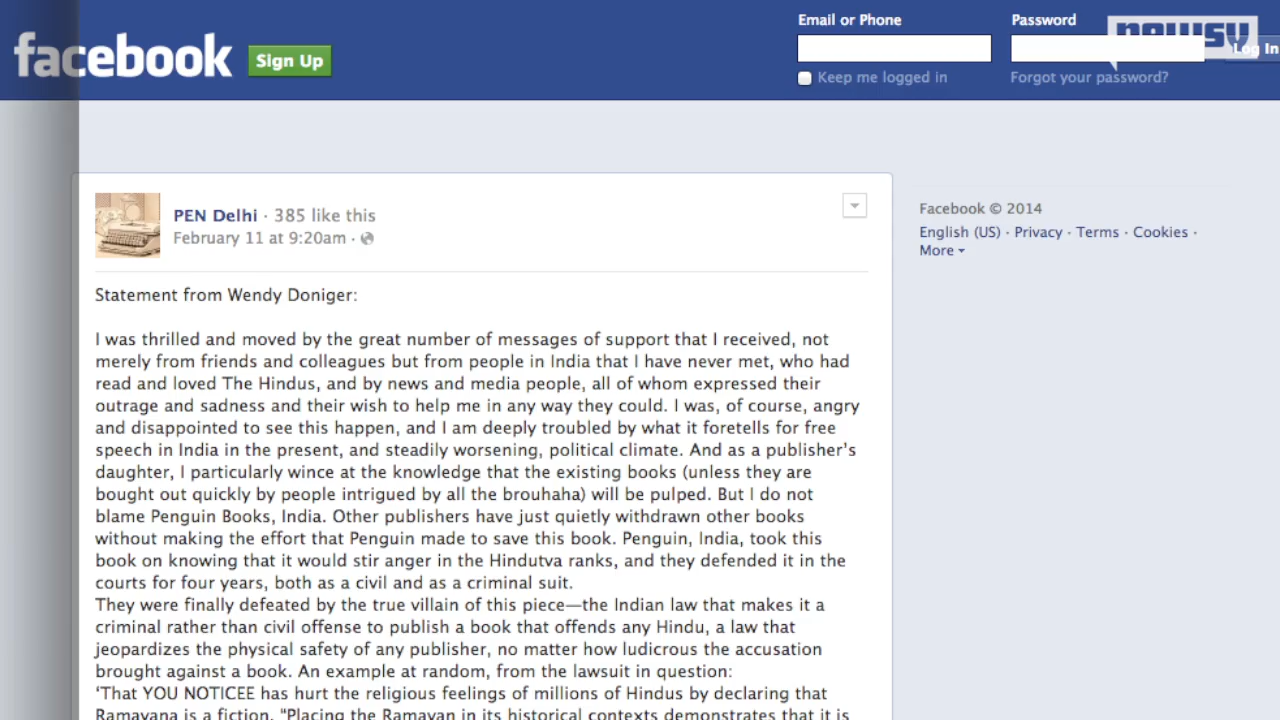 facebook
Sign Up
Email or Phone
Password
newsy
Log In
Keep me logged in
Forgot your password?
PEN Delhi · 385 like this
February 11 at 9:20am ·
Statement from Wendy Doniger:
I was thrilled and moved by the great number of messages of support that I received, not
merely from friends and colleagues but from people in India that I have never met, who had
read and loved The Hindus, and by news and media people, all of whom expressed their
outrage and sadness and their wish to help me in any way they could. I was, of course, angry
and disappointed to see this happen, and I am deeply troubled by what it foretells for free
speech in India in the present, and steadily worsening, political climate. And as a publisher’s
daughter, I particularly wince at the knowledge that the existing books (unless they are
bought out quickly by people intrigued by all the brouhaha) will be pulped. But I do not
blame Penguin Books, India. Other publishers have just quietly withdrawn other books
without making the effort that Penguin made to save this book. Penguin, India, took this
book on knowing that it would stir anger in the Hindutva ranks, and they defended it in the
courts for four years, both as a civil and as a criminal suit.
They were finally defeated by the true villain of this piece—the Indian law that makes it a
criminal rather than civil offense to publish a book that offends any Hindu, a law that
jeopardizes the physical safety of any publisher, no matter how ludicrous the accusation
brought against a book. An example at random, from the lawsuit in question:
‘That YOU NOTICEE has hurt the religious feelings of millions of Hindus by declaring that
Ramayana is a fiction. “Placing the Ramayan in its historical contexts demonstrates that it is
Facebook © 2014
English (US) · Privacy · Terms · Cookies ·
More